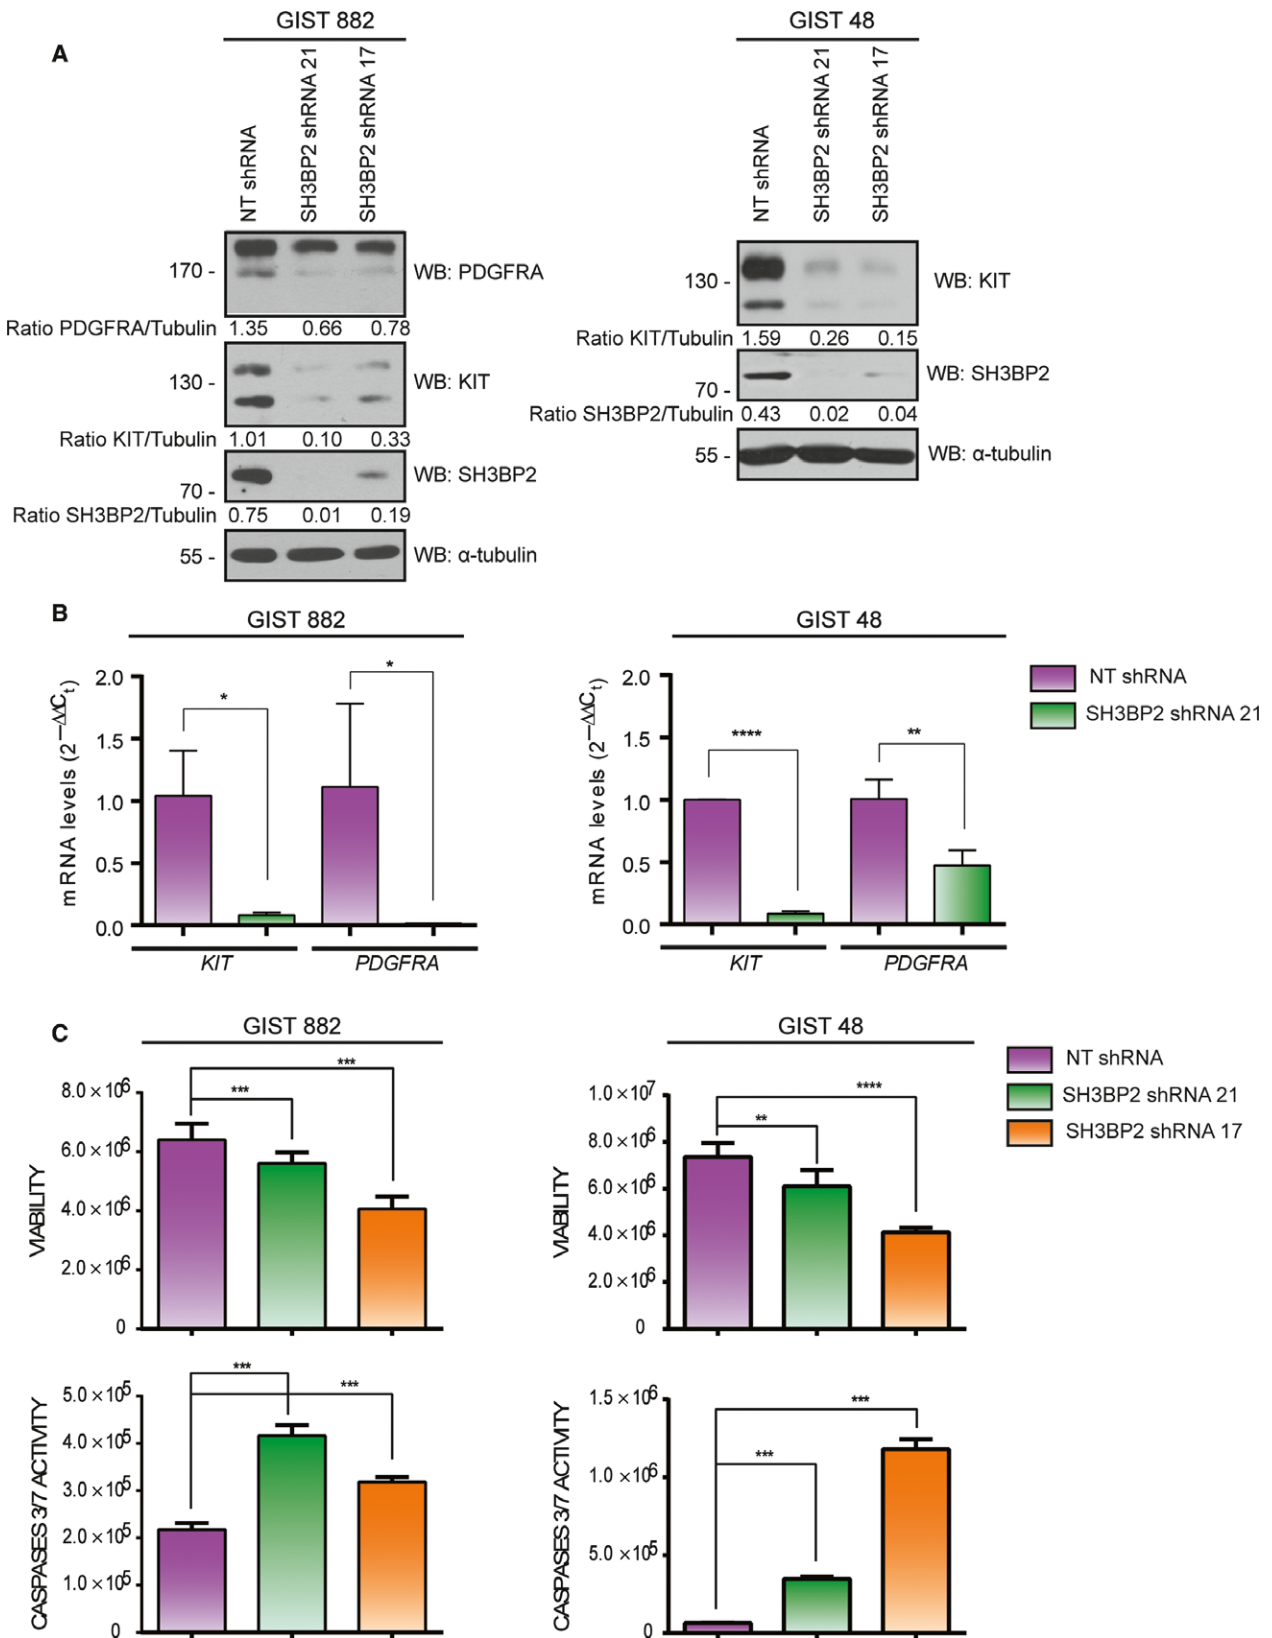 A
GIST 882
GIST 48
NT shRNA
SH3BP2 shRNA 21
SH3BP2 shRNA 17
NT shRNA
SH3BP2 shRNA 21
SH3BP2 shRNA 17
170 -
WB: PDGFRA
Ratio PDGFRA/Tubulin 1.35 0.66 0.78
130 -
WB: KIT
Ratio KIT/Tubulin 1.01 0.10 0.33
70 -
WB: SH3BP2
Ratio SH3BP2/Tubulin 0.75 0.01 0.19
55 -
WB: α-tubulin
130 -
WB: KIT
Ratio KIT/Tubulin 1.59 0.26 0.15
70 -
WB: SH3BP2
Ratio SH3BP2/Tubulin 0.43 0.02 0.04
55 -
WB: α-tubulin
B
GIST 882
mRNA levels (2^−ΔΔCt)
2.0
1.5
1.0
0.5
0.0
*
*
KIT
PDGFRA
GIST 48
mRNA levels (2^−ΔΔCt)
2.0
1.5
1.0
0.5
0.0
****
**
KIT
PDGFRA
NT shRNA
SH3BP2 shRNA 21
C
GIST 882
VIABILITY
8.0 × 10^6
6.0 × 10^6
4.0 × 10^6
2.0 × 10^6
0
***
***
GIST 48
VIABILITY
1.0 × 10^7
8.0 × 10^6
6.0 × 10^6
4.0 × 10^6
2.0 × 10^6
0
****
**
NT shRNA
SH3BP2 shRNA 21
SH3BP2 shRNA 17
CASPASES 3/7 ACTIVITY
5.0 × 10^5
4.0 × 10^5
3.0 × 10^5
2.0 × 10^5
1.0 × 10^5
0
***
***
CASPASES 3/7 ACTIVITY
1.5 × 10^6
1.0 × 10^6
5.0 × 10^5
0
***
***